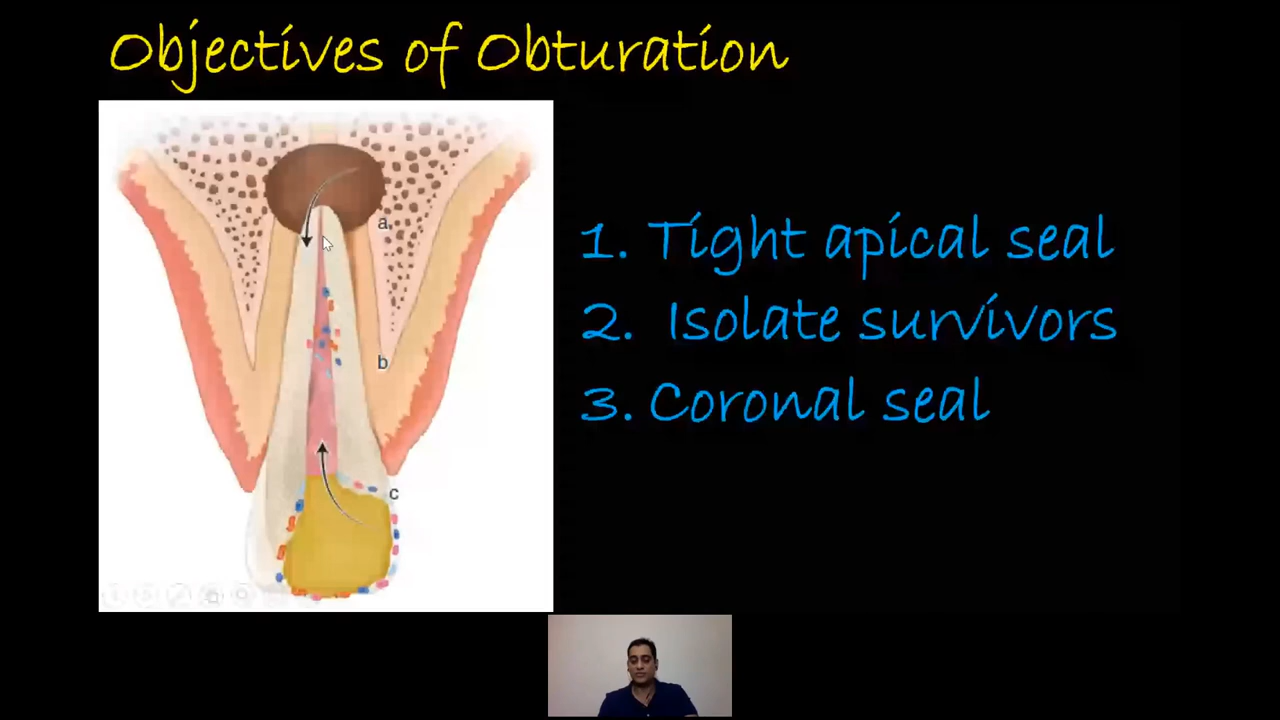 Objectives of Obturation
a
b
c
1. Tight apical seal
2. Isolate survivors
3. Coronal seal